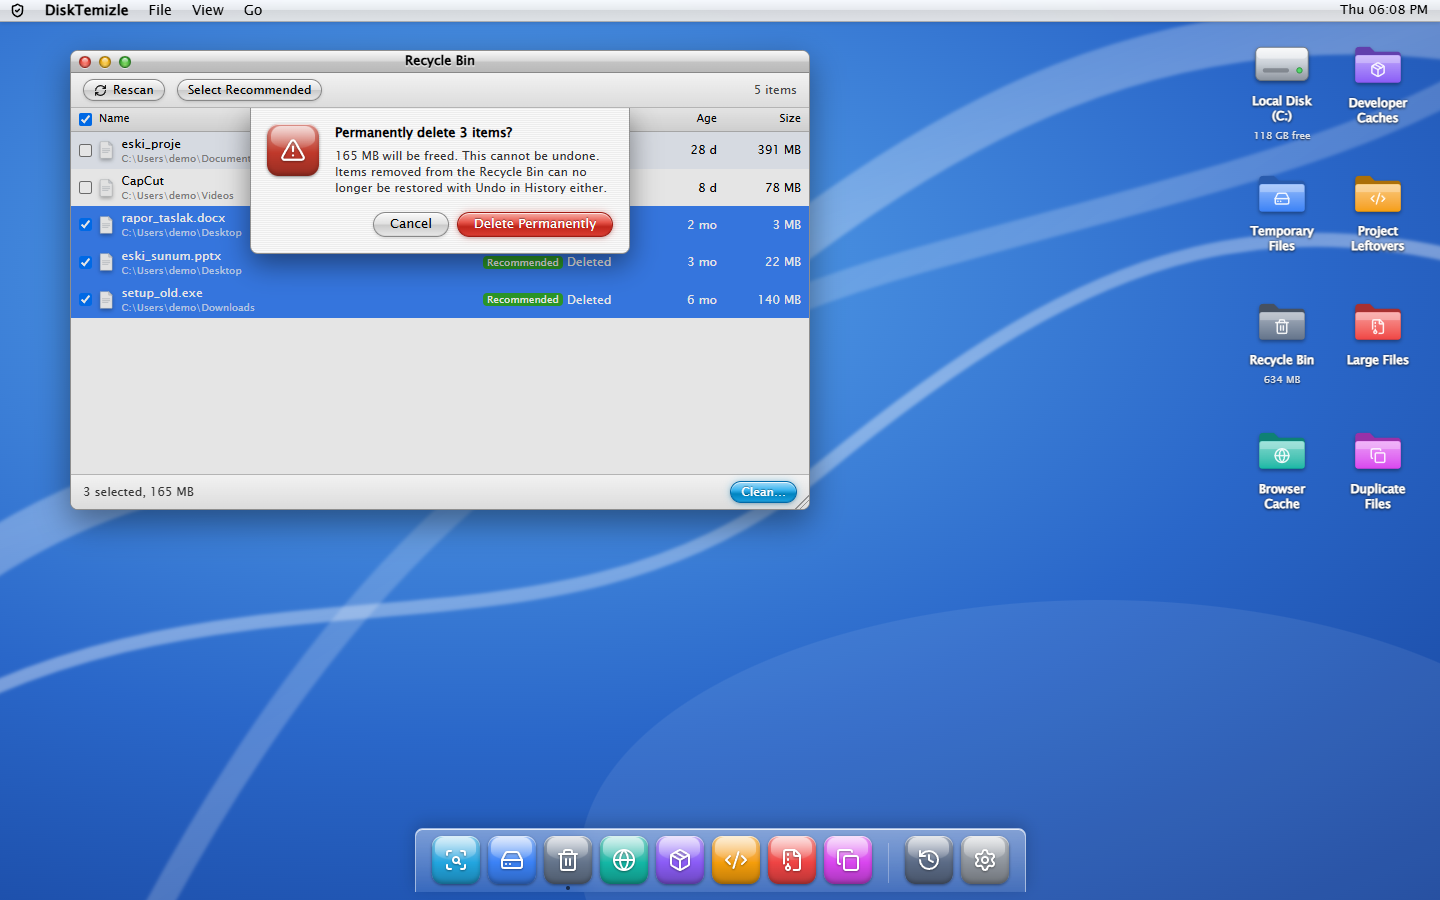 DiskTemizle File View Go
Thu 06:08 PM
Recycle Bin
Rescan
Select Recommended
5 items
Name
Age
Size
eski_proje
C:\Users\demo\Document
28 d
391 MB
CapCut
C:\Users\demo\Videos
8 d
78 MB
rapor_taslak.docx
C:\Users\demo\Desktop
2 mo
3 MB
eski_sunum.pptx
C:\Users\demo\Desktop
Recommended Deleted
3 mo
22 MB
setup_old.exe
C:\Users\demo\Downloads
Recommended Deleted
6 mo
140 MB
Permanently delete 3 items?
165 MB will be freed. This cannot be undone.
Items removed from the Recycle Bin can no
longer be restored with Undo in History either.
Cancel
Delete Permanently
3 selected, 165 MB
Clean...
Local Disk
(C:)
118 GB free
Developer
Caches
Temporary
Files
Project
Leftovers
Recycle Bin
634 MB
Large Files
Browser
Cache
Duplicate
Files